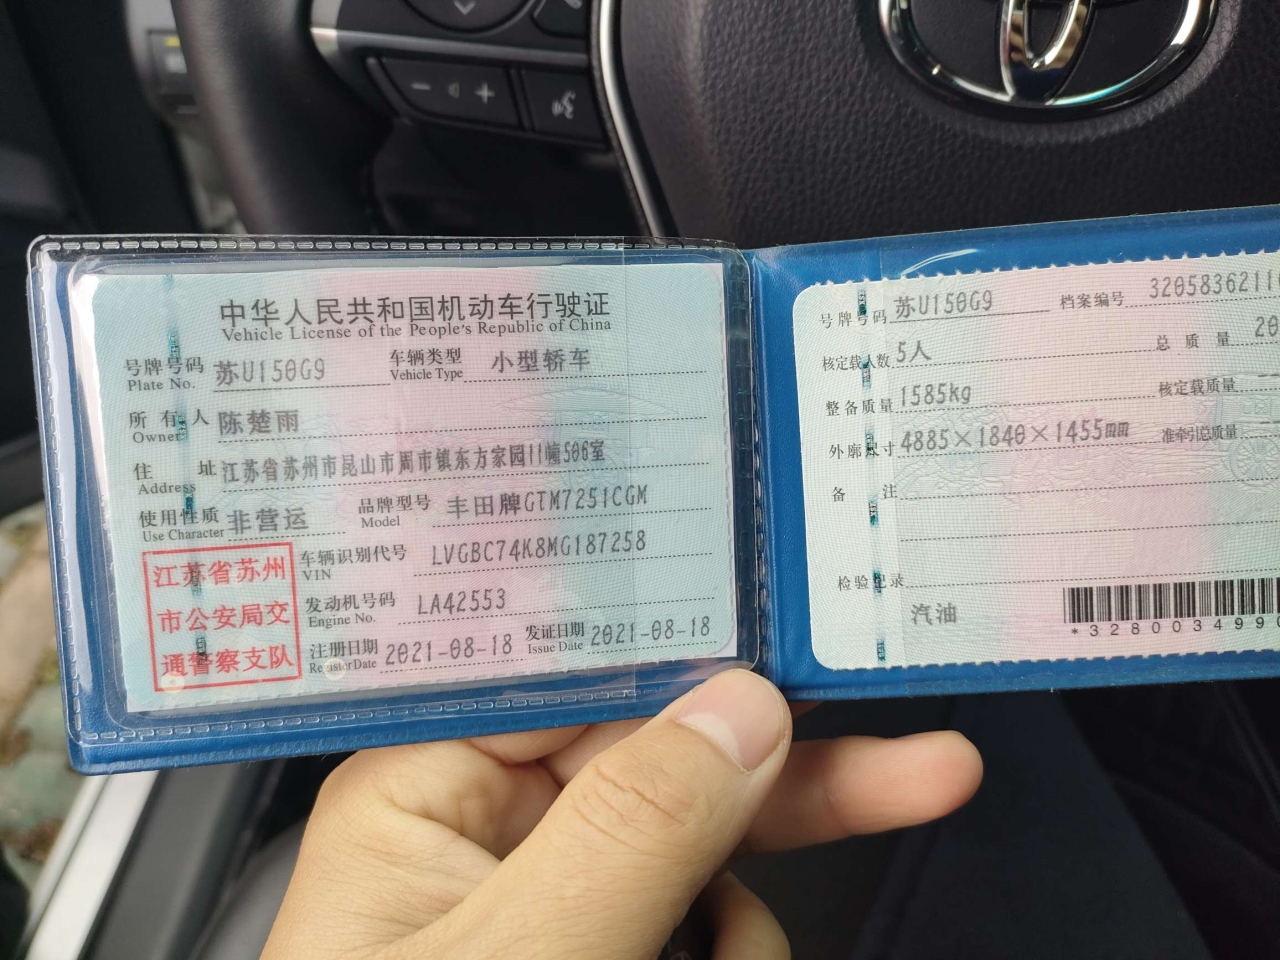 中华人民共和国机动车行驶证
Vehicle License of the People's Republic of China
号牌号码 苏U150G9 车辆类型 小型轿车
Plate No. Vehicle Type
所有人 陈楚雨
Owner
住址 江苏省苏州市昆山市周市镇东方家园11幢506室
Address
使用性质 非营运 品牌型号 丰田牌GTM7251CGM
Use Character Model
江苏省苏州
市公安局交
通警察支队
车辆识别代号 LVGBC74K8MG187258
VIN
发动机号码 LA42553
Engine No.
注册日期 2021-08-18 发证日期 2021-08-18
Register Date Issue Date
号牌号码 苏U150G9 档案编号 32058362110
核定载人数 5人 总质量 20
整备质量 1585kg 核定载质量 --
外廓尺寸 4885×1840×1455mm 准牵引总质量 --
备注
检验记录
汽油
*3280034990